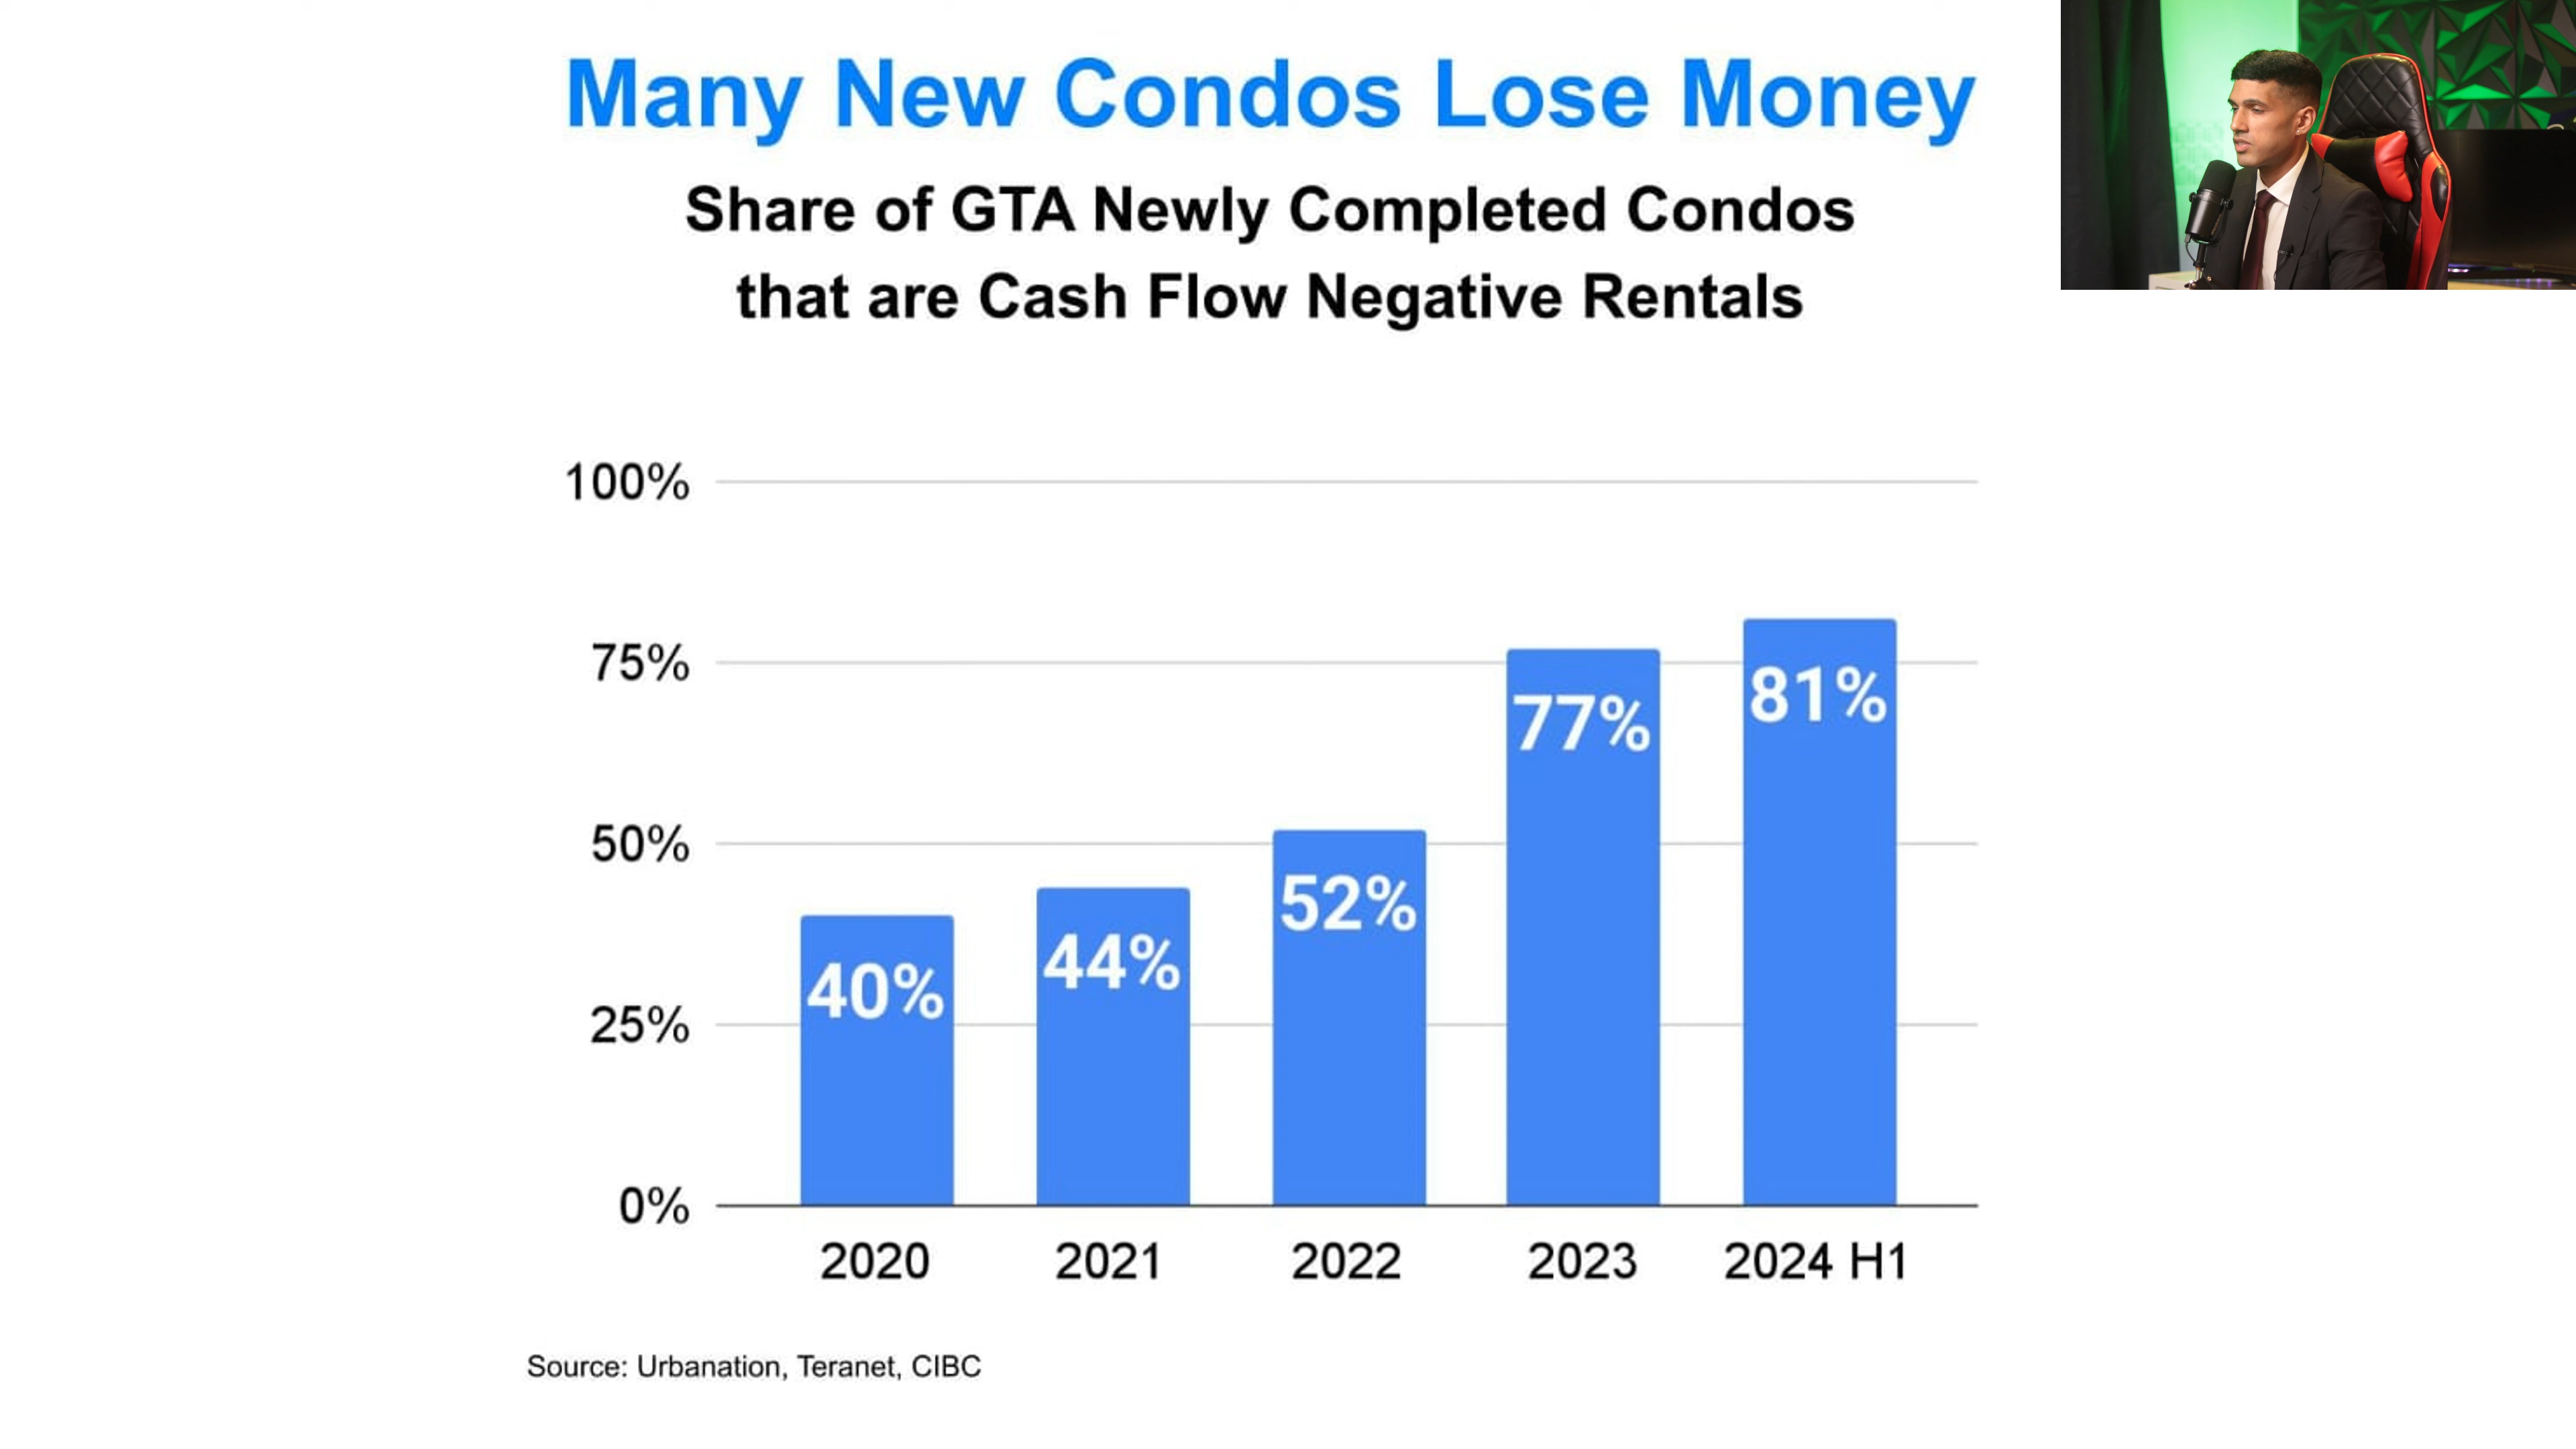 Many New Condos Lose Money
Share of GTA Newly Completed Condos
that are Cash Flow Negative Rentals
100%
75%
50%
25%
0%
40%
44%
52%
77%
81%
2020
2021
2022
2023
2024 H1
Source: Urbanation, Teranet, CIBC